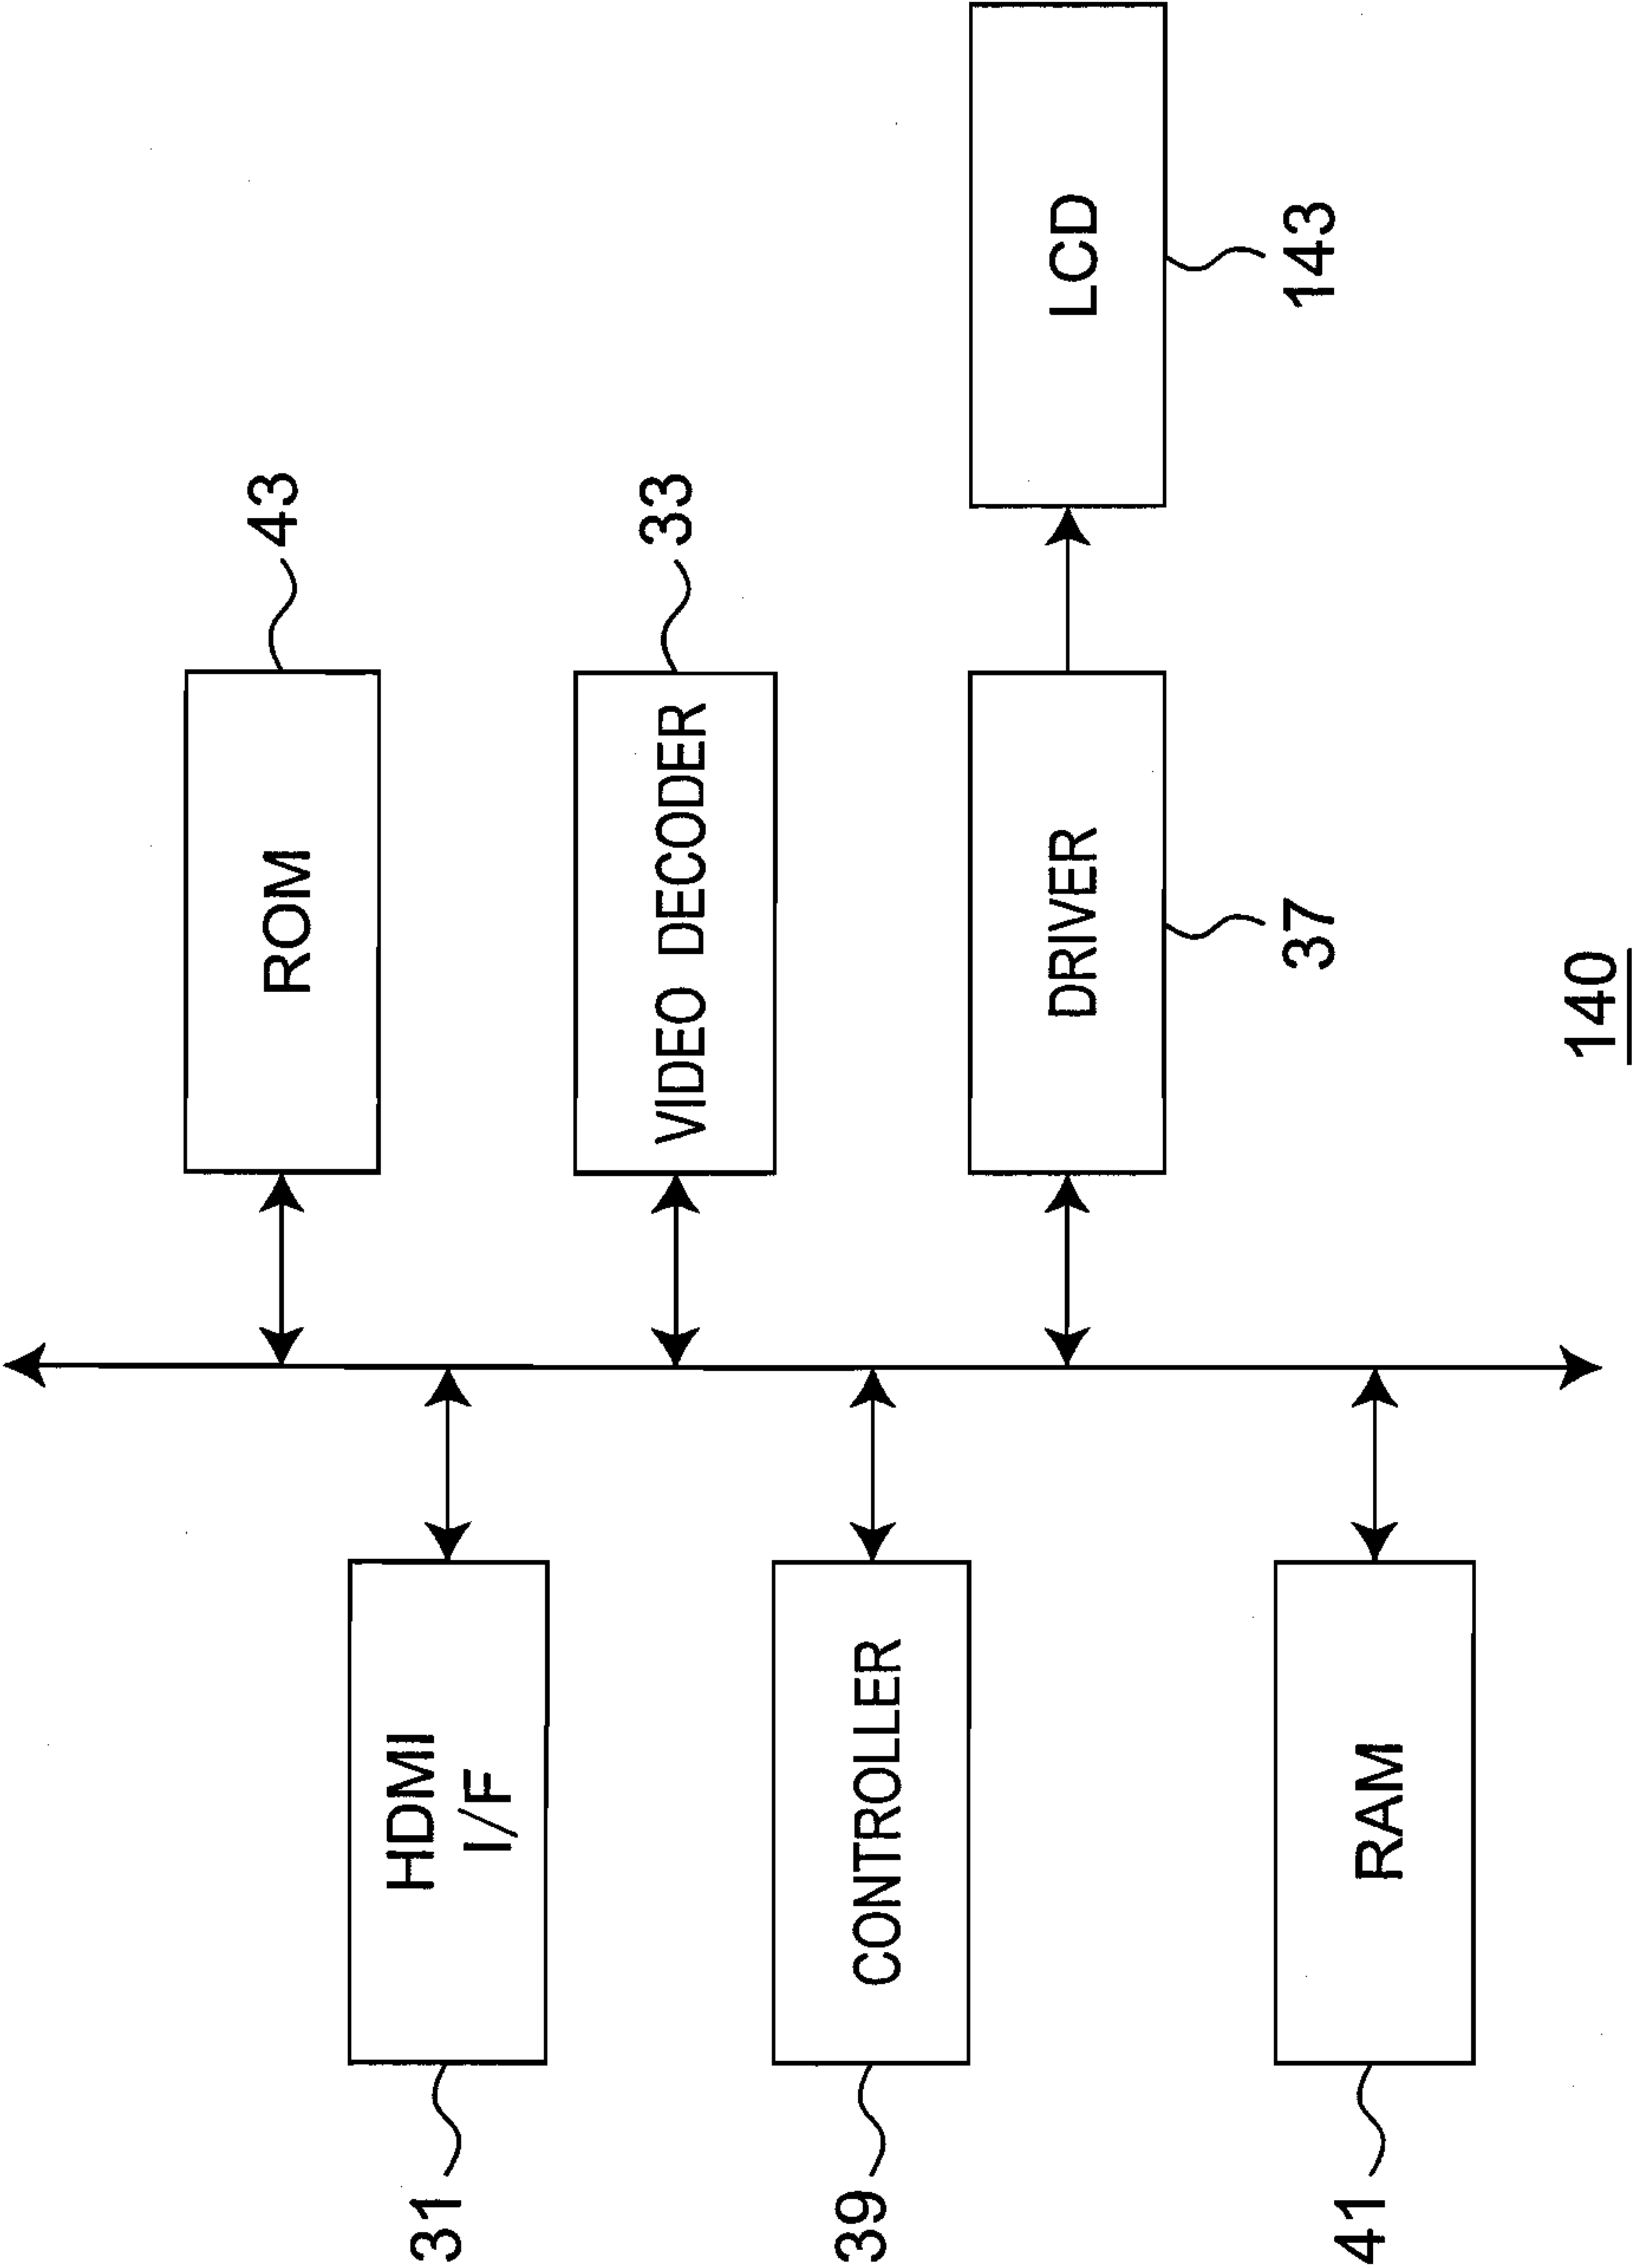 31
HDMI
I/F
ROM
43
39
CONTROLLER
VIDEO DECODER
33
41
RAM
DRIVER
37
LCD
143
140